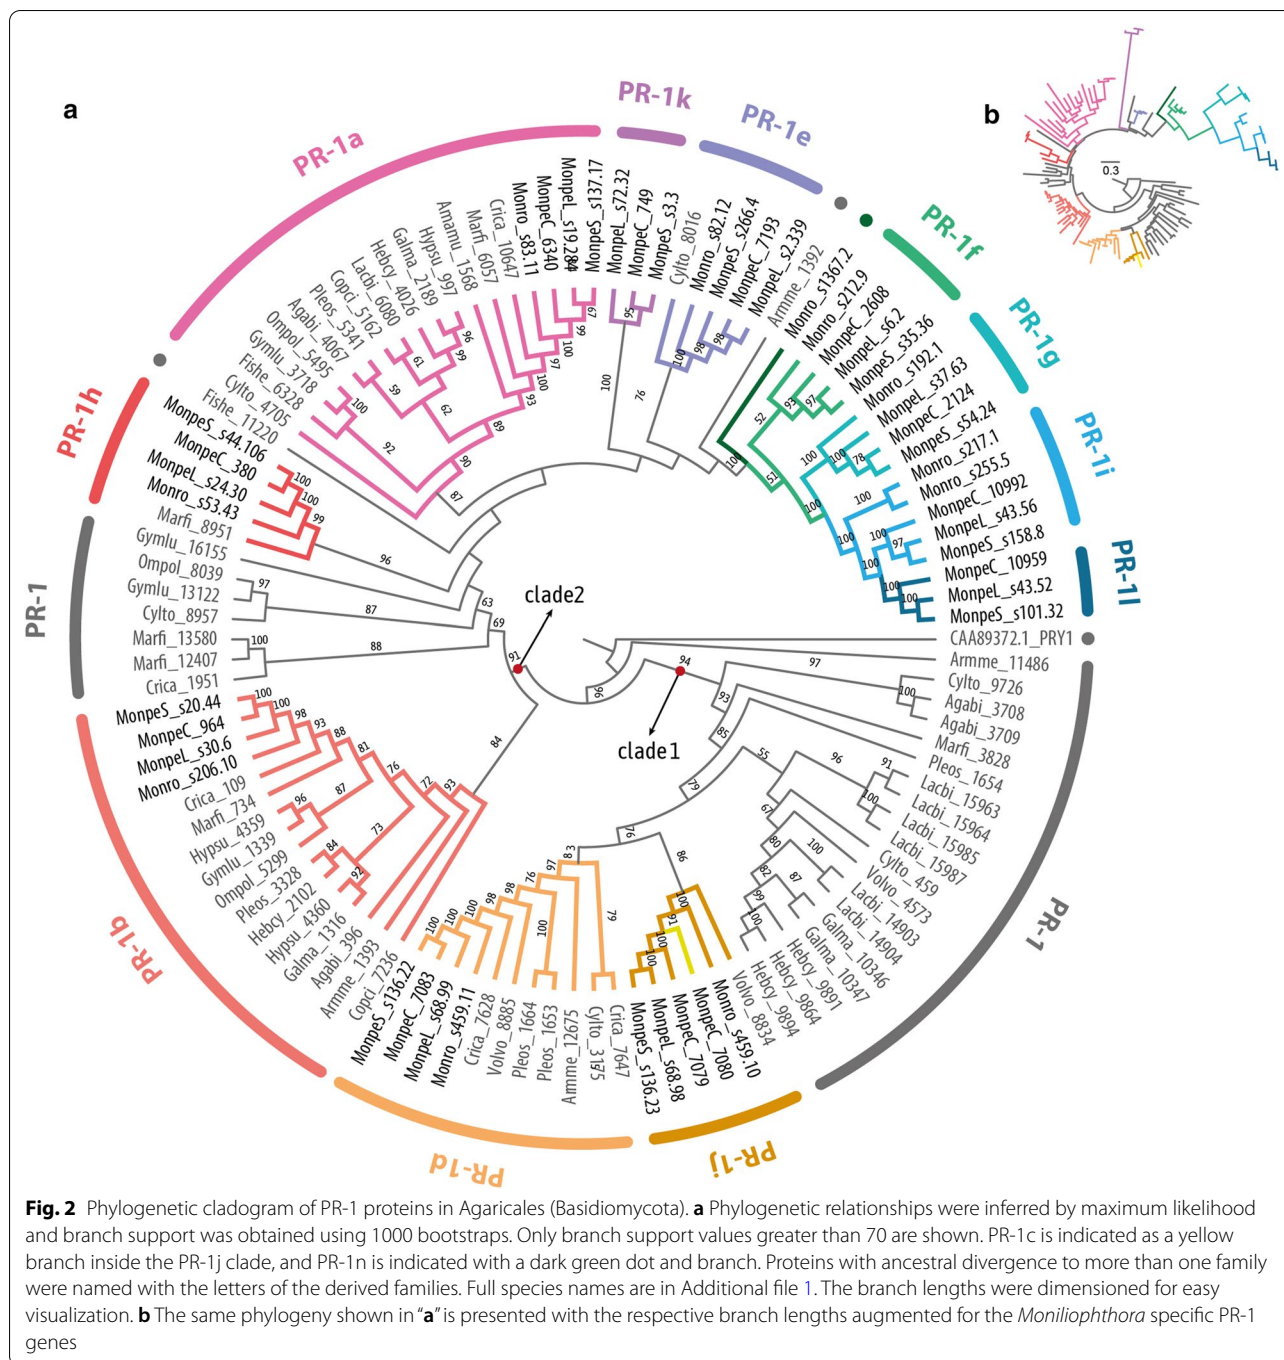 a
b
0.3
PR-1a
PR-1k
PR-1e
PR-1f
PR-1g
PR-1i
PR-1l
PR-1
PR-1j
PR-1d
PR-1b
PR-1
PR-1h
clade2
clade1
Fishe_11220
Cylto_4705
Fishe_6328
Gymlu_3718
Ompol_5495
Agabi_4067
Pleos_5341
Copci_5162
Lacbi_6080
Hebcy_4026
Galma_2189
Hypsu_997
Amamu_1568
Marfi_6057
Crica_10647
Monro_s83.11
MonpeC_6340
MonpeS_s137.17
MonpeL_s72.32
MonpeC_749
MonpeS_s3.3
Cylto_8016
Monro_s82.12
MonpeS_s266.4
MonpeC_7193
MonpeL_s2.339
Armme_1392
Monro_s1367.2
Monro_s212.9
MonpeC_2608
MonpeL_s6.2
MonpeS_s35.36
Monro_s192.1
MonpeL_s37.63
MonpeC_2124
MonpeS_s54.24
Monro_s217.1
Monro_s255.5
MonpeC_10992
MonpeL_s43.56
MonpeS_s158.8
MonpeC_10959
MonpeL_s43.52
MonpeS_s101.32
CAA89372.1_PRY1
Armme_11486
Cylto_9726
Agabi_3708
Agabi_3709
Marfi_3828
Pleos_1654
Lacbi_15963
Lacbi_15964
Lacbi_15985
Lacbi_15987
Cylto_459
Volvo_4573
Lacbi_14903
Lacbi_14904
Galma_10346
Galma_10347
Hebcy_9891
Hebcy_9864
Hebcy_9894
Volvo_8834
Monro_s459.10
MonpeC_7080
MonpeC_7079
MonpeL_s68.98
MonpeS_s136.23
Crica_7647
Armme_12675
Pleos_1653
Pleos_1664
Volvo_8885
Crica_7628
Monro_s459.11
MonpeL_s68.99
MonpeC_7083
MonpeS_s136.22
Copci_7236
Armme_1393
Agabi_396
Galma_1316
Hypsu_4360
Hebcy_2102
Pleos_3328
Ompol_5299
Gymlu_1339
Hypsu_4359
Marfi_734
Crica_109
Monro_s206.10
MonpeL_s30.6
MonpeC_964
MonpeS_s20.44
Crica_1951
Marfi_12407
Marfi_13580
Cylto_8957
Gymlu_13122
Ompol_8039
Gymlu_16155
Marfi_8951
Monro_s53.43
MonpeL_s24.30
MonpeC_380
MonpeS_s44.106
Fig. 2 Phylogenetic cladogram of PR-1 proteins in Agaricales (Basidiomycota). a Phylogenetic relationships were inferred by maximum likelihood
and branch support was obtained using 1000 bootstraps. Only branch support values greater than 70 are shown. PR-1c is indicated as a yellow
branch inside the PR-1j clade, and PR-1n is indicated with a dark green dot and branch. Proteins with ancestral divergence to more than one family
were named with the letters of the derived families. Full species names are in Additional file 1. The branch lengths were dimensioned for easy
visualization. b The same phylogeny shown in “a” is presented with the respective branch lengths augmented for the Moniliophthora specific PR-1
genes